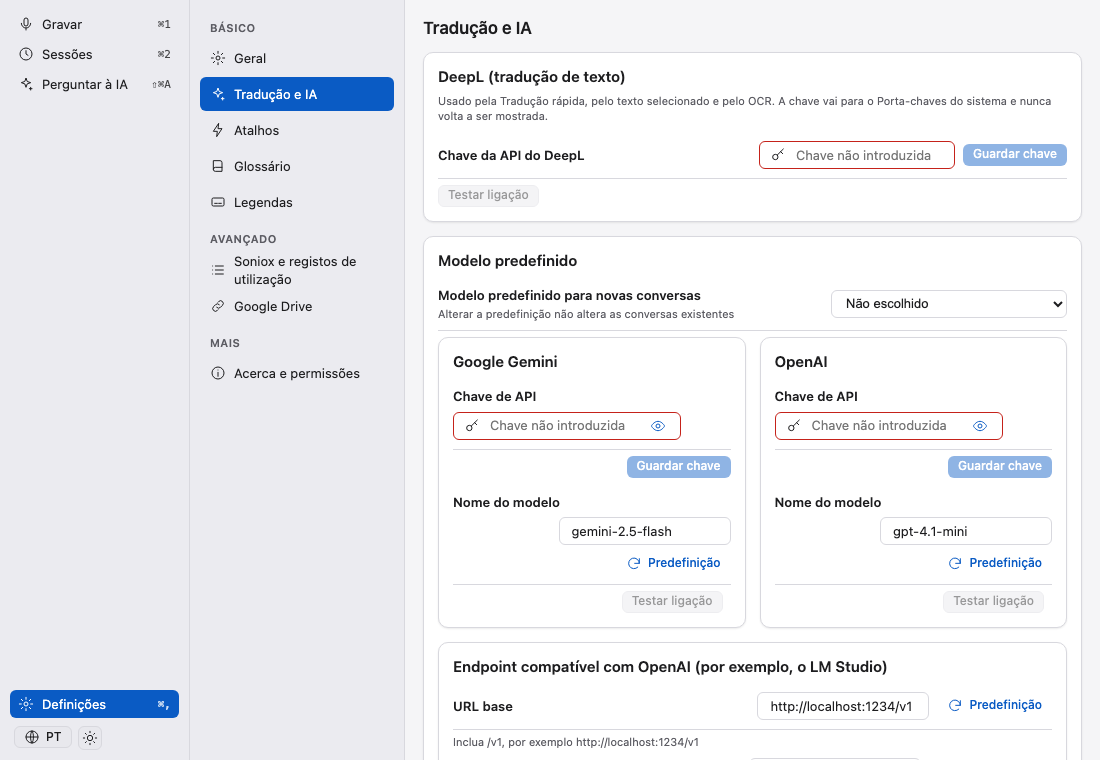 Gravar ⌘1
Sessões ⌘2
Perguntar à IA ⇧⌘A
Definições ⌘,
PT
BÁSICO
Geral
Tradução e IA
Atalhos
Glossário
Legendas
AVANÇADO
Soniox e registos de
utilização
Google Drive
MAIS
Acerca e permissões
Tradução e IA
DeepL (tradução de texto)
Usado pela Tradução rápida, pelo texto selecionado e pelo OCR. A chave vai para o Porta-chaves do sistema e nunca
volta a ser mostrada.
Chave da API do DeepL Chave não introduzida Guardar chave
Testar ligação
Modelo predefinido
Modelo predefinido para novas conversas Não escolhido
Alterar a predefinição não altera as conversas existentes
Google Gemini
Chave de API
Chave não introduzida
Guardar chave
Nome do modelo
gemini-2.5-flash
Predefinição
Testar ligação
OpenAI
Chave de API
Chave não introduzida
Guardar chave
Nome do modelo
gpt-4.1-mini
Predefinição
Testar ligação
Endpoint compatível com OpenAI (por exemplo, o LM Studio)
URL base http://localhost:1234/v1 Predefinição
Inclua /v1, por exemplo http://localhost:1234/v1